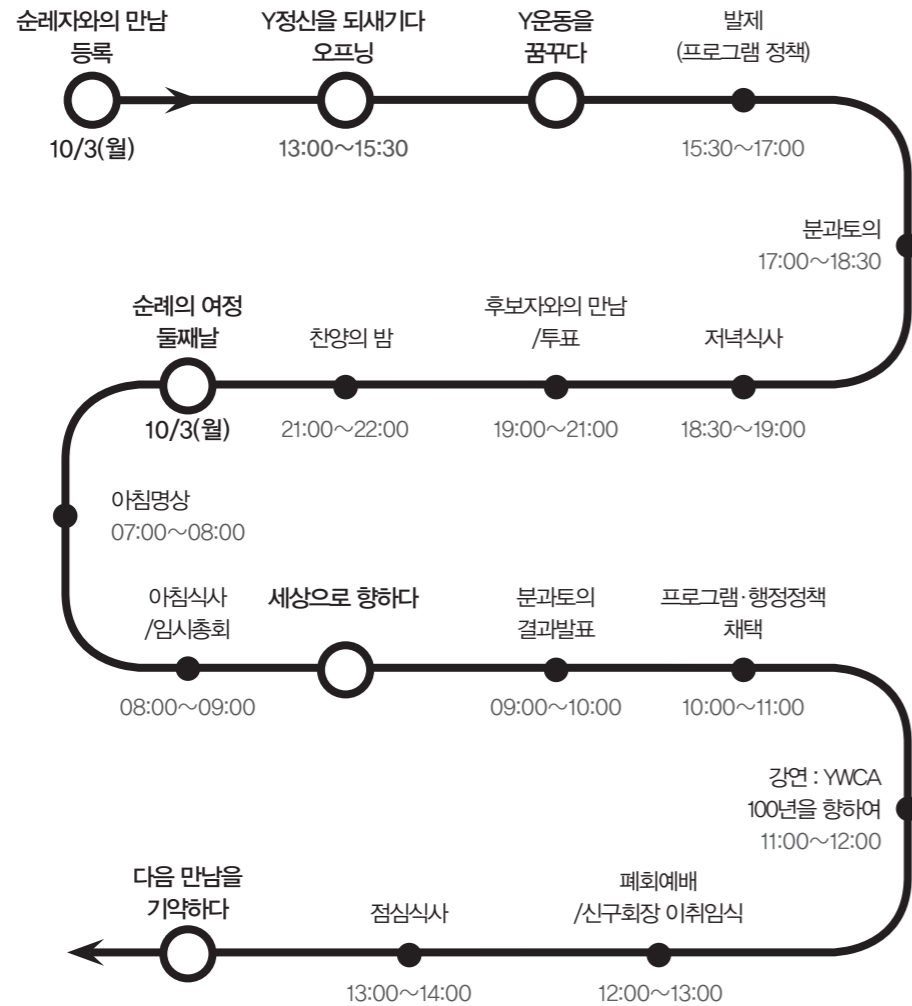 순레자와의 만남
등록
10/3(월)
Y정신을 되새기다
오프닝
13:00~15:30
Y운동을
꿈꾸다
발제
(프로그램 정책)
15:30~17:00
분과토의
17:00~18:30
저녁식사
18:30~19:00
후보자와의 만남
/투표
19:00~21:00
찬양의 밤
21:00~22:00
순례의 여정
둘째날
10/3(월)
아침명상
07:00~08:00
아침식사
/임시총회
08:00~09:00
세상으로 향하다
분과토의
결과발표
09:00~10:00
프로그램·행정정책
채택
10:00~11:00
강연 : YWCA
100년을 향하여
11:00~12:00
폐회예배
/신구회장 이취임식
12:00~13:00
점심식사
13:00~14:00
다음 만남을
기약하다